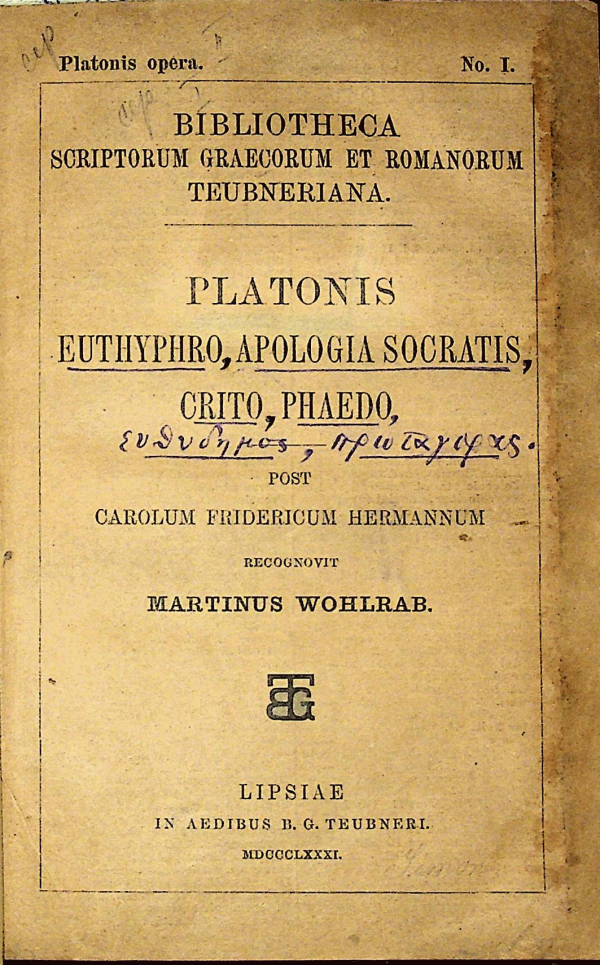 Platonis opera. No. I.
BIBLIOTHECA
SCRIPTORUM GRAECORUM ET ROMANORUM
TEUBNERIANA.
PLATONIS
EUTHYPHRO, APOLOGIA SOCRATIS,
CRITO, PHAEDO,
ευθυδημος, πρωταγορας.
POST
CAROLUM FRIDERICUM HERMANNUM
RECOGNOVIT
MARTINUS WOHLRAB.
BTG
LIPSIAE
IN AEDIBUS B. G. TEUBNERI.
MDCCCLXXXI.